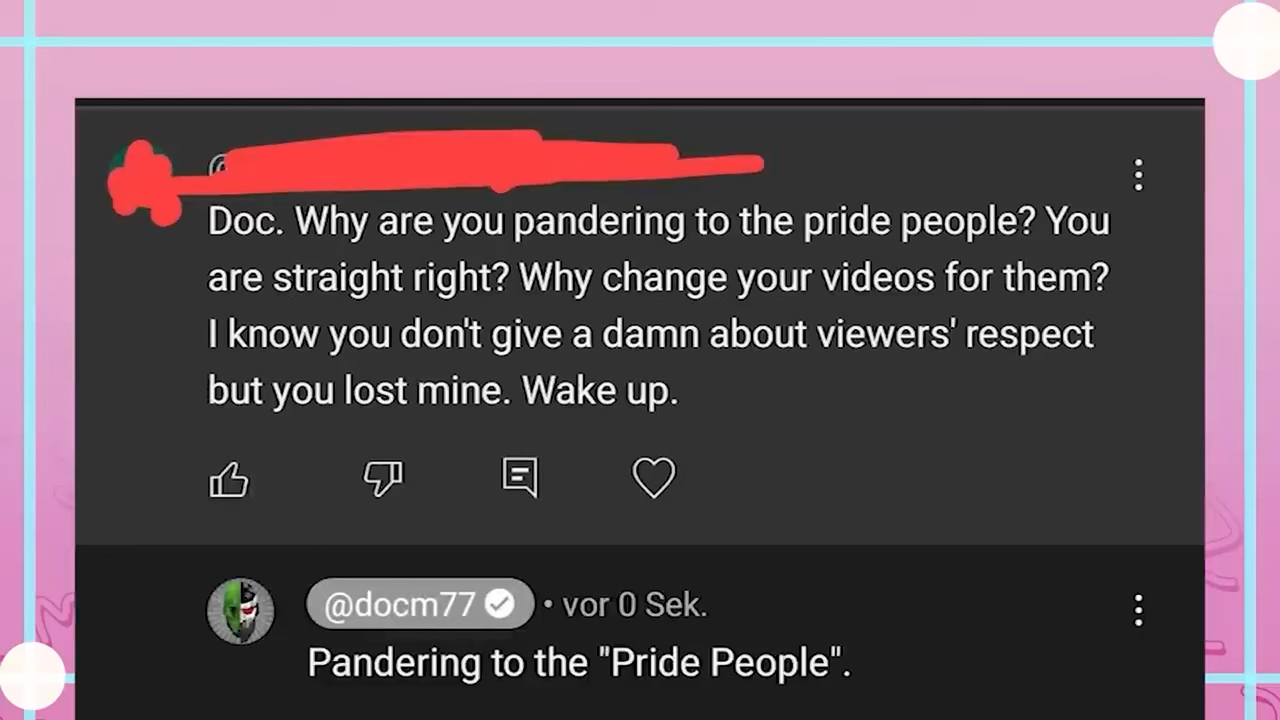 @
Doc. Why are you pandering to the pride people? You
are straight right? Why change your videos for them?
I know you don't give a damn about viewers' respect
but you lost mine. Wake up.
@docm77 • vor 0 Sek.
Pandering to the "Pride People".